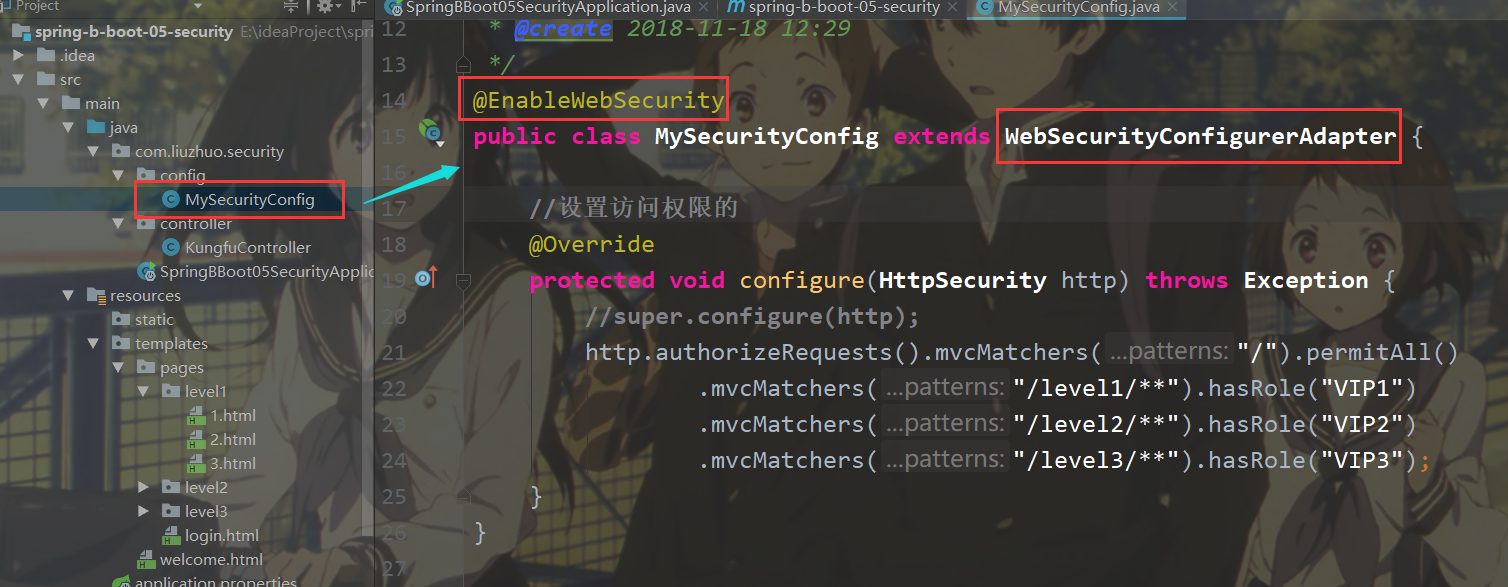 Project
spring-b-boot-05-security E:\ideaProject\spri
.idea
src
main
java
com.liuzhuo.security
config
MySecurityConfig
controller
KungfuController
SpringBBoot05SecurityApplic
resources
static
templates
pages
level1
1.html
2.html
3.html
level2
level3
login.html
welcome.html
application.properties
SpringBBoot05SecurityApplication.java
spring-b-boot-05-security
MySecurityConfig.java
12 * @create 2018-11-18 12:29
13 */
14 @EnableWebSecurity
15 public class MySecurityConfig extends WebSecurityConfigurerAdapter {
16
17 //设置访问权限的
18 @Override
19 protected void configure(HttpSecurity http) throws Exception {
20 //super.configure(http);
21 http.authorizeRequests().mvcMatchers( ...patterns: "/").permitAll()
22 .mvcMatchers( ...patterns: "/level1/**").hasRole("VIP1")
23 .mvcMatchers( ...patterns: "/level2/**").hasRole("VIP2")
24 .mvcMatchers( ...patterns: "/level3/**").hasRole("VIP3");
25 }
26 }
27